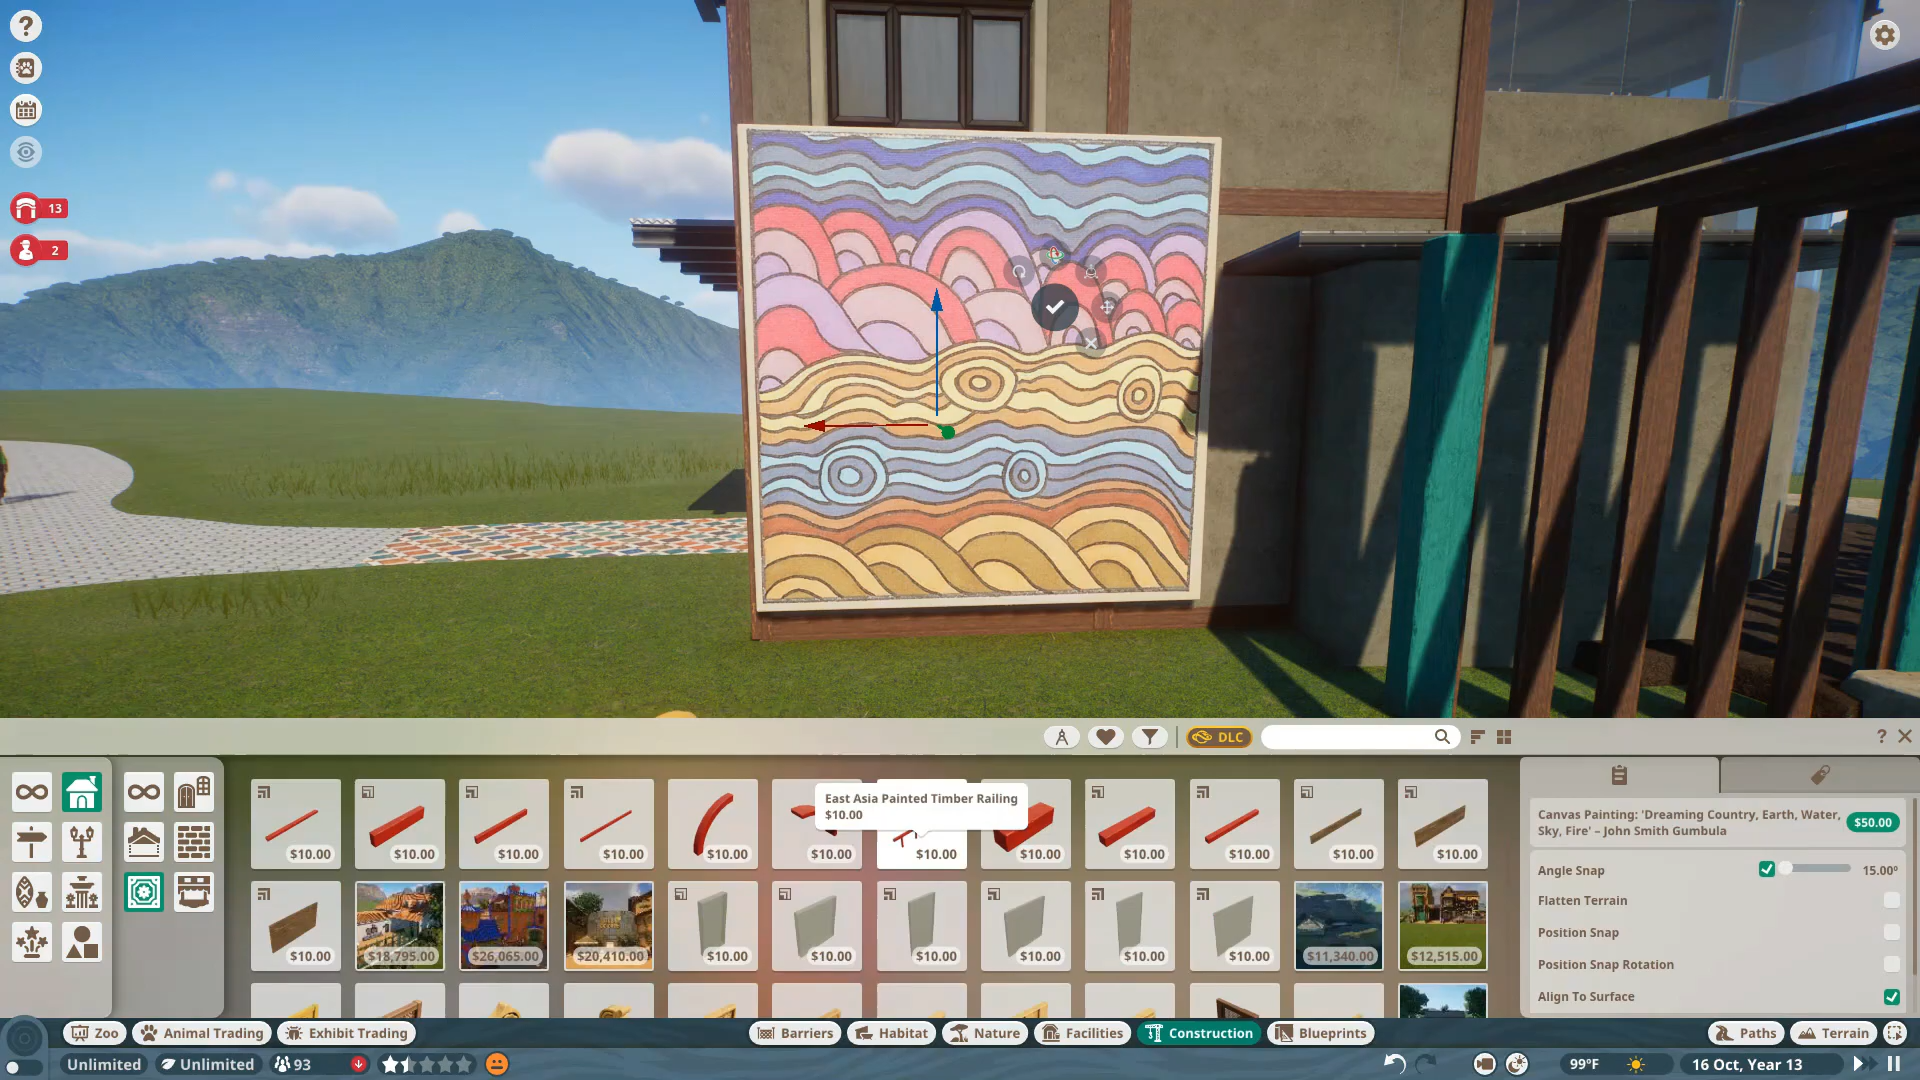 ?
13
2
DLC
?
East Asia Painted Timber Railing
$10.00
$10.00
$10.00
$10.00
$10.00
$10.00
$10.00
$10.00
$10.00
$10.00
$10.00
$10.00
$10.00
$10.00
$18,795.00
$26,065.00
$20,410.00
$10.00
$10.00
$10.00
$10.00
$10.00
$10.00
$11,340.00
$12,515.00
Canvas Painting: 'Dreaming Country, Earth, Water,
Sky, Fire' – John Smith Gumbula
$50.00
Angle Snap
15.00°
Flatten Terrain
Position Snap
Position Snap Rotation
Align To Surface
Zoo
Animal Trading
Exhibit Trading
Barriers
Habitat
Nature
Facilities
Construction
Blueprints
Paths
Terrain
Unlimited
Unlimited
93
99°F
16 Oct, Year 13